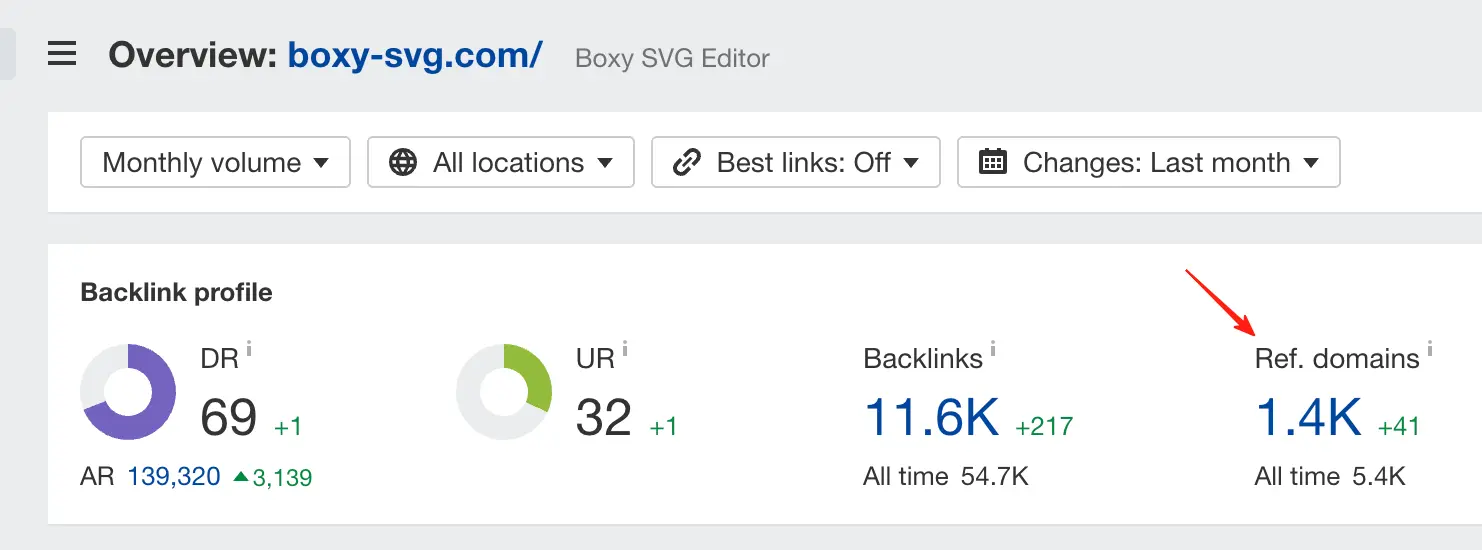 Overview: boxy-svg.com/ Boxy SVG Editor
Monthly volume All locations Best links: Off Changes: Last month
Backlink profile
DR i UR i Backlinks i Ref. domains i
69 +1 32 +1 11.6K +217 1.4K +41
AR 139,320 3,139 All time 54.7K All time 5.4K